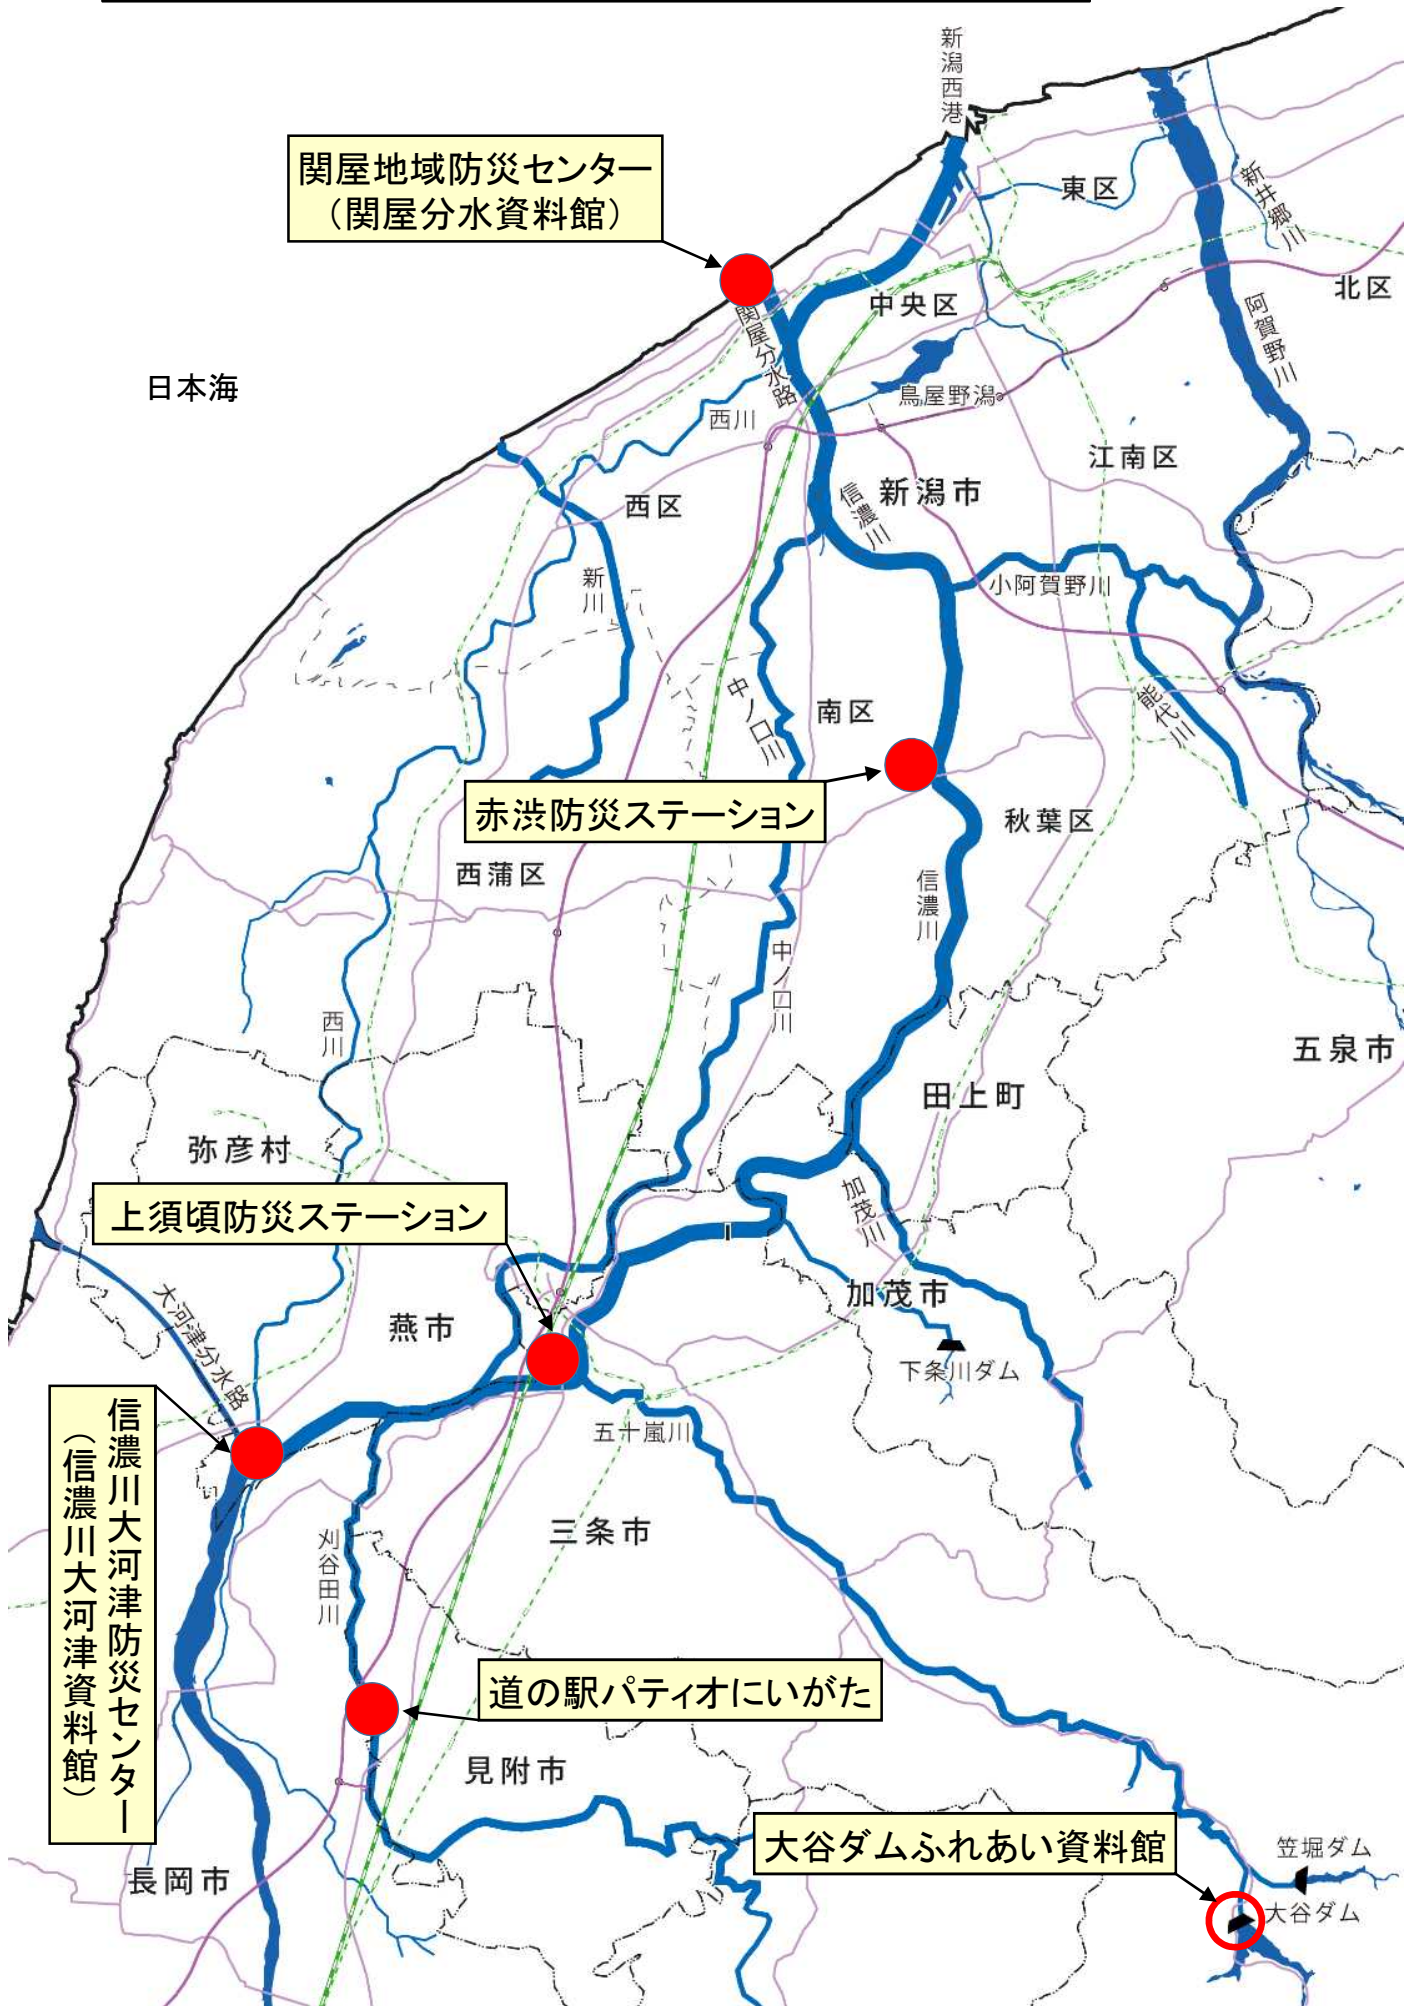 新潟西港
関屋地域防災センター
（関屋分水資料館）
東区
新井郷川
北区
中央区
関屋分水路
阿賀野川
日本海
鳥屋野潟
西川
江南区
新潟市
信濃川
西区
新川
小阿賀野川
中ノ口川
南区
能代川
赤渋防災ステーション
秋葉区
西蒲区
信濃川
中ノ口川
西川
五泉市
田上町
弥彦村
上須頃防災ステーション
加茂川
大河津分水路
加茂市
燕市
下条川ダム
信濃川大河津防災センター
（信濃川大河津資料館）
五十嵐川
三条市
刈谷田川
道の駅パティオにいがた
見附市
大谷ダムふれあい資料館
笠堀ダム
長岡市
大谷ダム